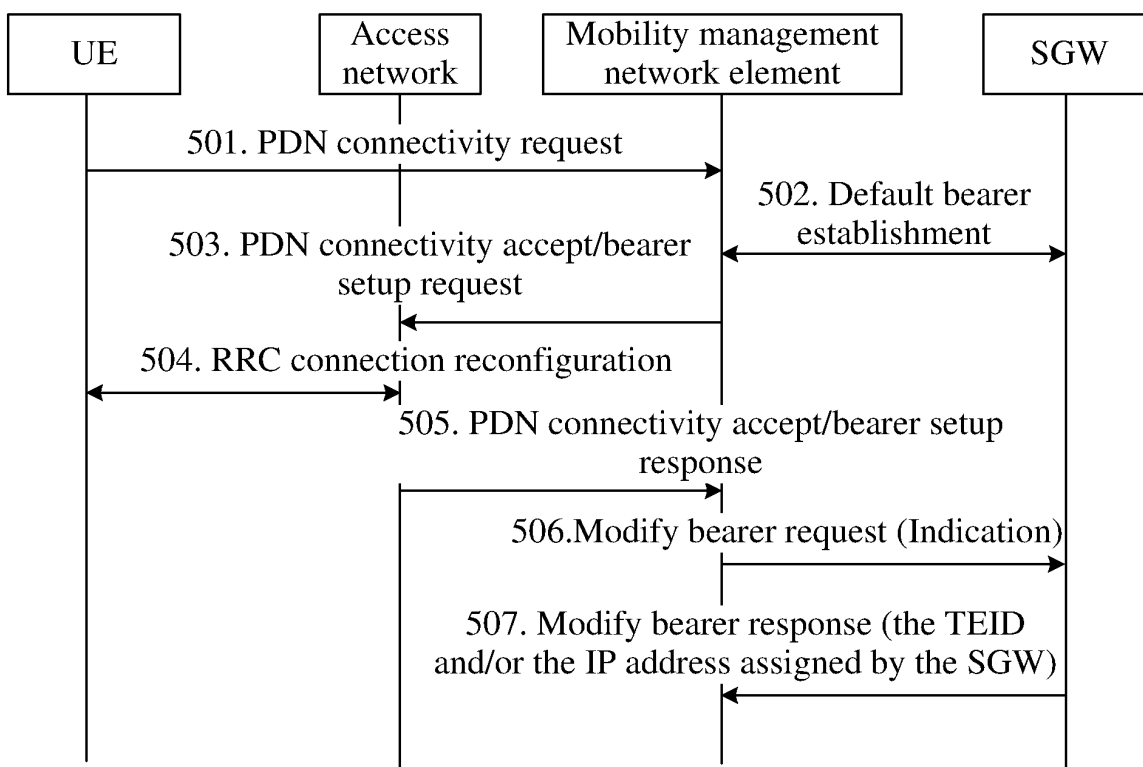 UE
Access
network
Mobility management
network element
SGW
501. PDN connectivity request
502. Default bearer
establishment
503. PDN connectivity accept/bearer
setup request
504. RRC connection reconfiguration
505. PDN connectivity accept/bearer setup
response
506.Modify bearer request (Indication)
507. Modify bearer response (the TEID
and/or the IP address assigned by the SGW)